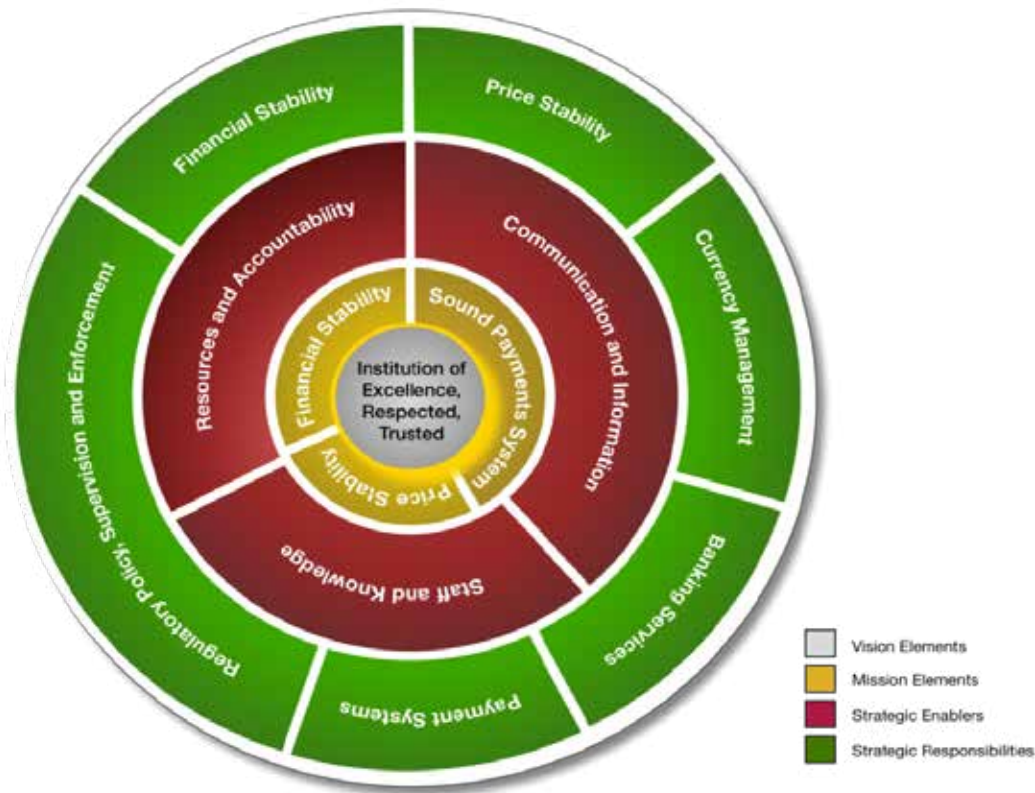 Financial Stability
Price Stability
Currency Management
Banking Services
Payment Systems
Regulatory Policy, Supervision and Enforcement
Resources and Accountability
Communication and Information
Staff and Knowledge
Financial Stability
Sound Payments System
Price Stability
Institution of
Excellence,
Respected,
Trusted
Vision Elements
Mission Elements
Strategic Enablers
Strategic Responsibilities